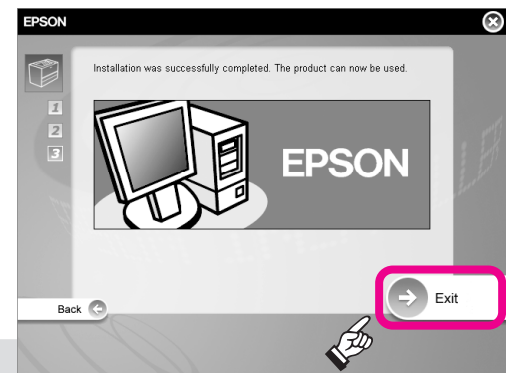 EPSON
Installation was successfully completed. The product can now be used.
1
2
3
EPSON
Back
Exit